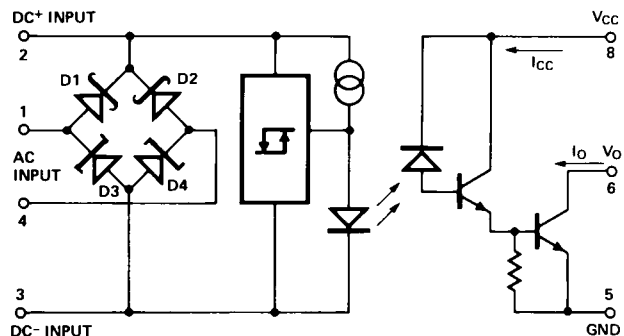 DC+ INPUT
2
D1
D2
1
AC
INPUT
D3
D4
4
3
DC- INPUT
VCC
8
ICC
IO
VO
6
5
GND